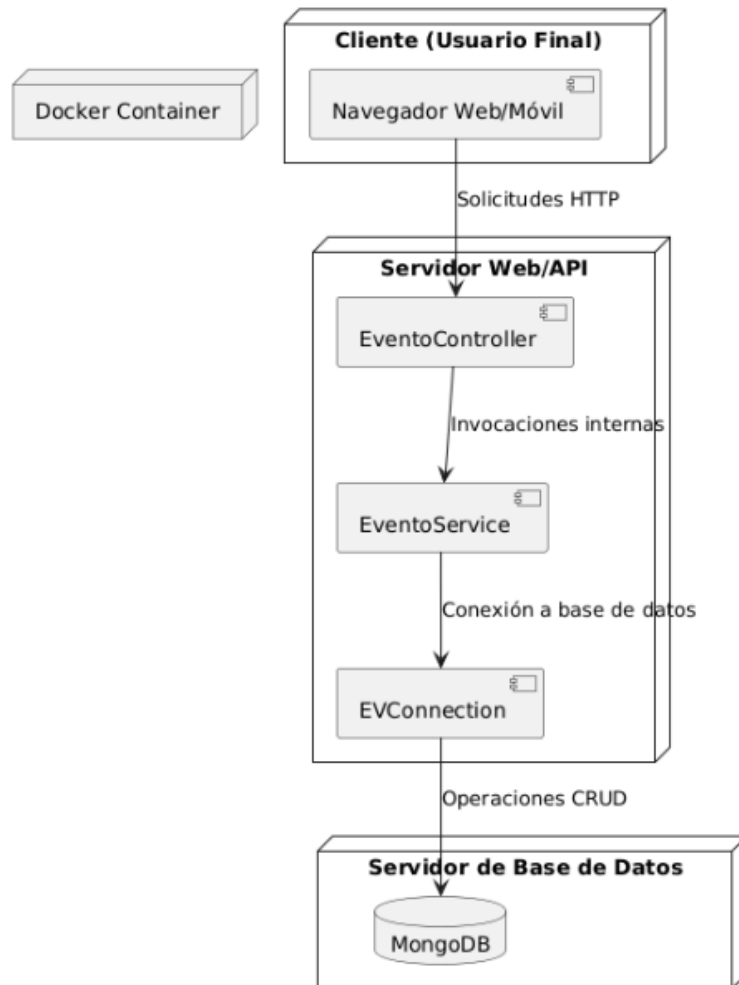 Cliente (Usuario Final)
Docker Container
Navegador Web/Móvil
Solicitudes HTTP
Servidor Web/API
EventoController
Invocaciones internas
EventoService
Conexión a base de datos
EVConnection
Operaciones CRUD
Servidor de Base de Datos
MongoDB